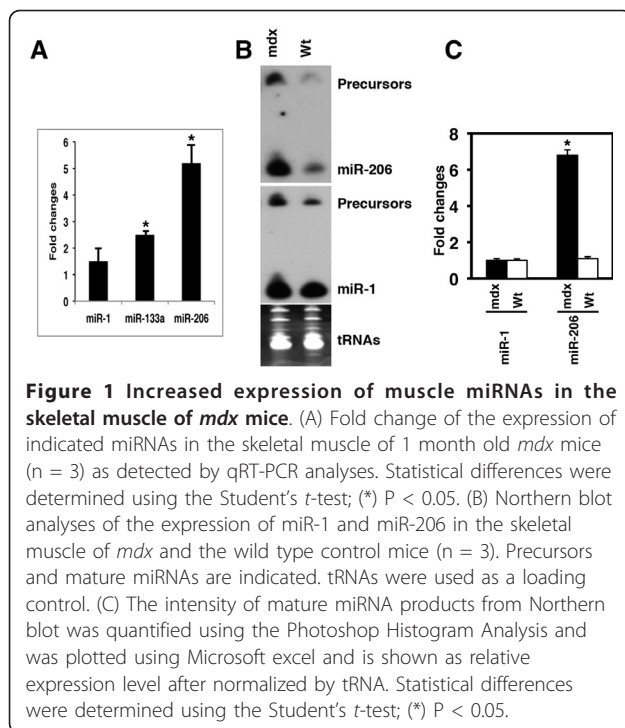 A
B
C
mdx
Wt
Fold changes
6
5
4
3
2
1
0
*
*
miR-1
miR-133a
miR-206
Precursors
miR-206
Precursors
miR-1
tRNAs
Fold changes
8
6
4
2
0
*
mdx
Wt
mdx
Wt
miR-1
miR-206
Figure 1 Increased expression of muscle miRNAs in the
skeletal muscle of mdx mice. (A) Fold change of the expression of
indicated miRNAs in the skeletal muscle of 1 month old mdx mice
(n = 3) as detected by qRT-PCR analyses. Statistical differences were
determined using the Student's t-test; (*) P < 0.05. (B) Northern blot
analyses of the expression of miR-1 and miR-206 in the skeletal
muscle of mdx and the wild type control mice (n = 3). Precursors
and mature miRNAs are indicated. tRNAs were used as a loading
control. (C) The intensity of mature miRNA products from Northern
blot was quantified using the Photoshop Histogram Analysis and
was plotted using Microsoft excel and is shown as relative
expression level after normalized by tRNA. Statistical differences
were determined using the Student's t-test; (*) P < 0.05.